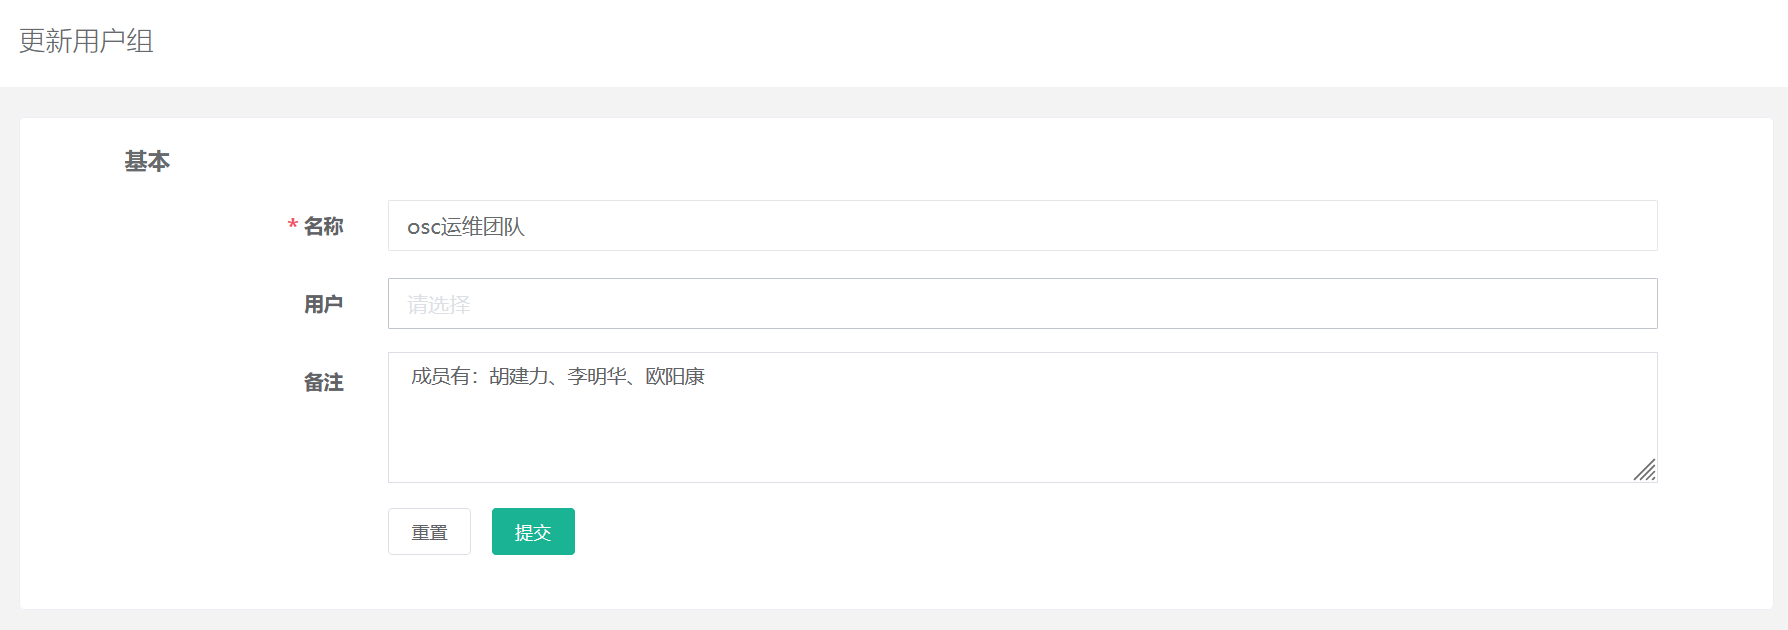 更新用户组
基本
* 名称
osc运维团队
用户
请选择
备注
成员有：胡建力、李明华、欧阳康
重置
提交